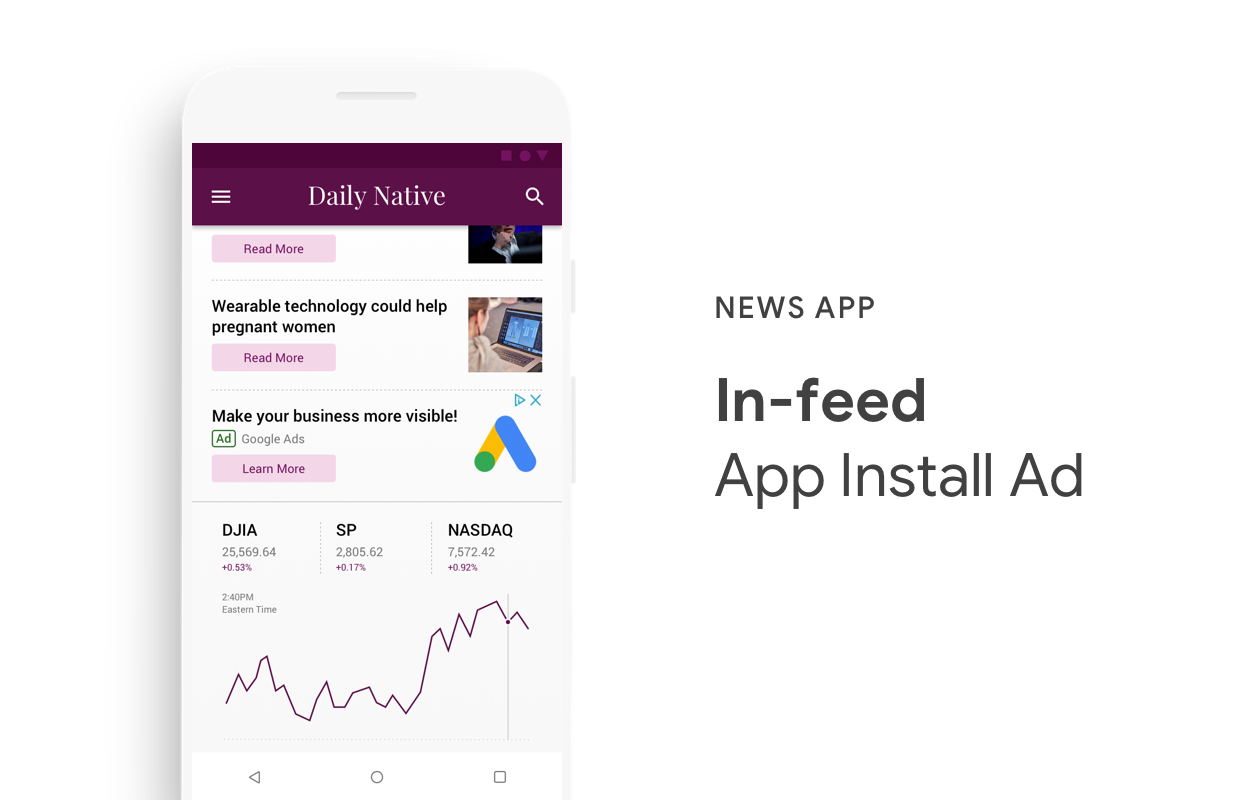 Daily Native
Read More
Wearable technology could help
pregnant women
Read More
Make your business more visible!
Ad Google Ads
Learn More
DJIA
25,569.64
+0.53%
SP
2,805.62
+0.17%
NASDAQ
7,572.42
+0.92%
2:40PM
Eastern Time
NEWS APP
In-feed
App Install Ad